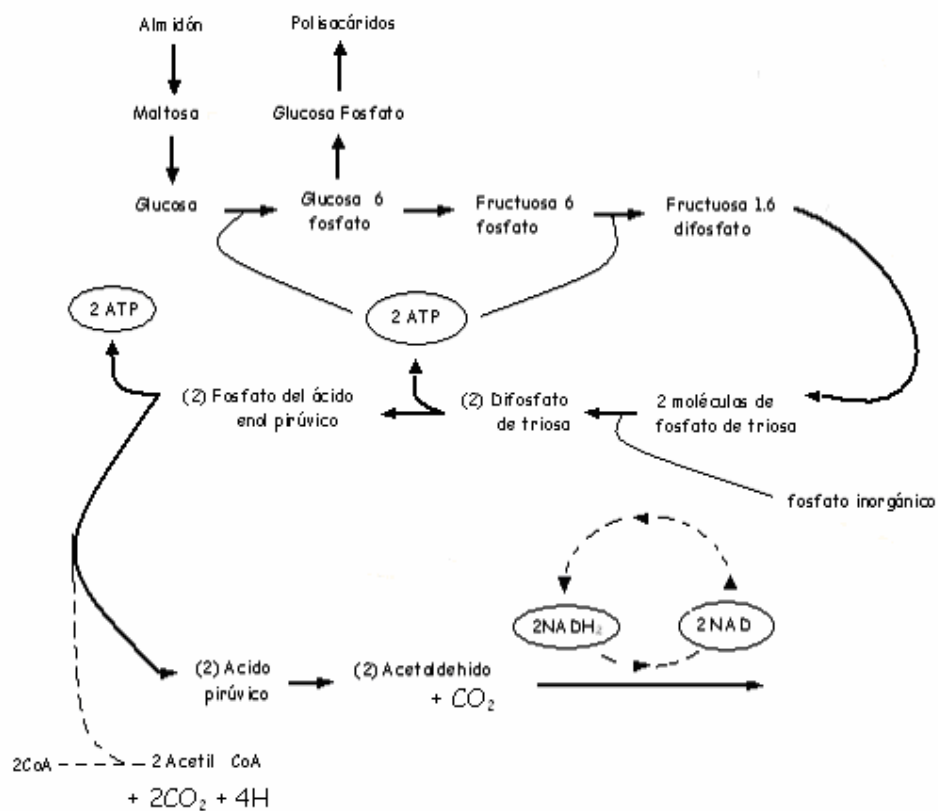 Almidón
Polisacáridos
Maltosa
Glucosa Fosfato
Glucosa
Glucosa 6
fosfato
Fructuosa 6
fosfato
Fructuosa 1.6
difosfato
2 ATP
2 ATP
(2) Fosfato del ácido
enol pirúvico
(2) Difosfato
de triosa
2 moléculas de
fosfato de triosa
fosfato inorgánico
2NADH₂
2 NAD
(2) Acido
pirúvico
(2) Acetaldehido
+ CO₂
2CoA
2 Acetil CoA
+ 2CO₂ + 4H